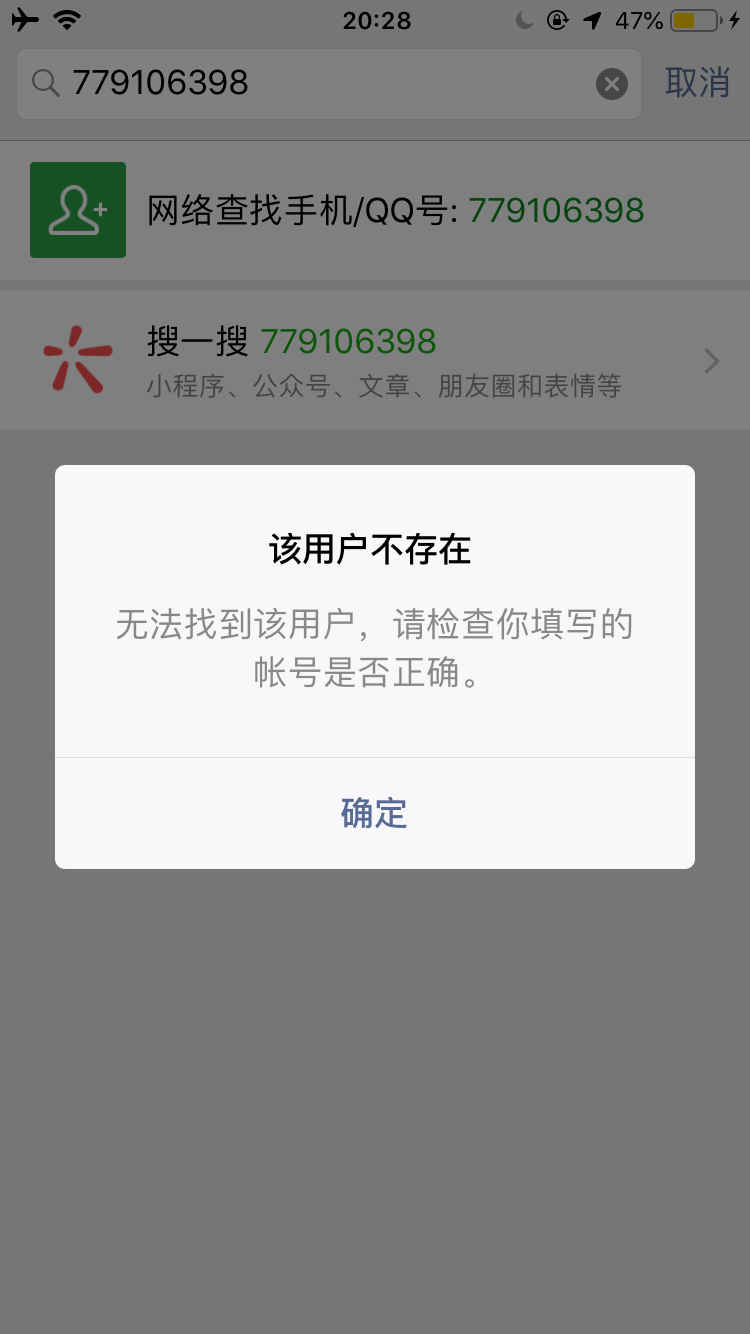 20:28
47%
779106398
取消
网络查找手机/QQ号: 779106398
搜一搜 779106398
小程序、公众号、文章、朋友圈和表情等
该用户不存在
无法找到该用户，请检查你填写的
帐号是否正确。
确定